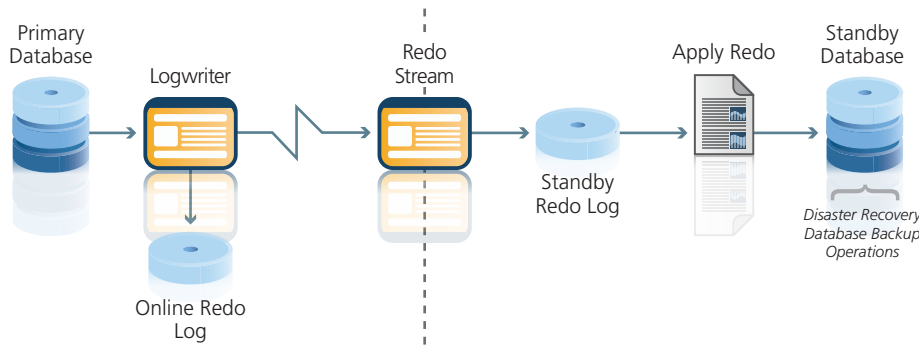 Primary
Database
Logwriter
Redo
Stream
Apply Redo
Standby
Database
Standby
Redo Log
Disaster Recovery
Database Backup
Operations
Online Redo
Log